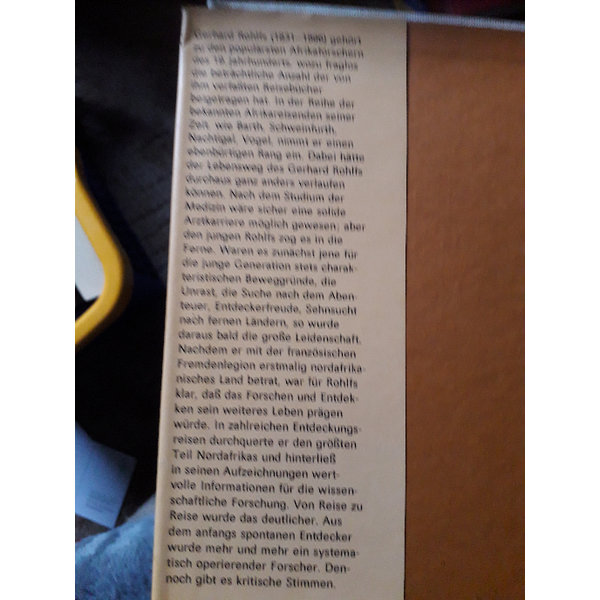 Gerhard Rohlfs (1831–1896) gehört
zu den populärsten Afrikaforschern
des 19. Jahrhunderts, wozu fraglos
die beträchtliche Anzahl der von
ihm verfaßten Reisebücher
beigetragen hat. In der Reihe der
bekannten Afrikareisenden seiner
Zeit, wie Barth, Schweinfurth,
Nachtigal, Vogel, nimmt er einen
ebenbürtigen Rang ein. Dabei hätte
der Lebensweg des Gerhard Rohlfs
durchaus ganz anders verlaufen
können. Nach dem Studium der
Medizin wäre sicher eine solide
Arztkarriere möglich gewesen; aber
den jungen Rohlfs zog es in die
Ferne. Waren es zunächst jene für
die junge Generation stets charak-
teristischen Beweggründe, die
Unrast, die Suche nach dem Aben-
teuer, Entdeckerfreude, Sehnsucht
nach fernen Ländern, so wurde
daraus bald die große Leidenschaft.
Nachdem er mit der französischen
Fremdenlegion erstmalig nordafrika-
nisches Land betrat, war für Rohlfs
klar, daß das Forschen und Entdek-
ken sein weiteres Leben prägen
würde. In zahlreichen Entdeckungs-
reisen durchquerte er den größten
Teil Nordafrikas und hinterließ
in seinen Aufzeichnungen wert-
volle Informationen für die wissen-
schaftliche Forschung. Von Reise zu
Reise wurde das deutlicher. Aus
dem anfangs spontanen Entdecker
wurde mehr und mehr ein systema-
tisch operierender Forscher. Den-
noch gibt es kritische Stimmen.